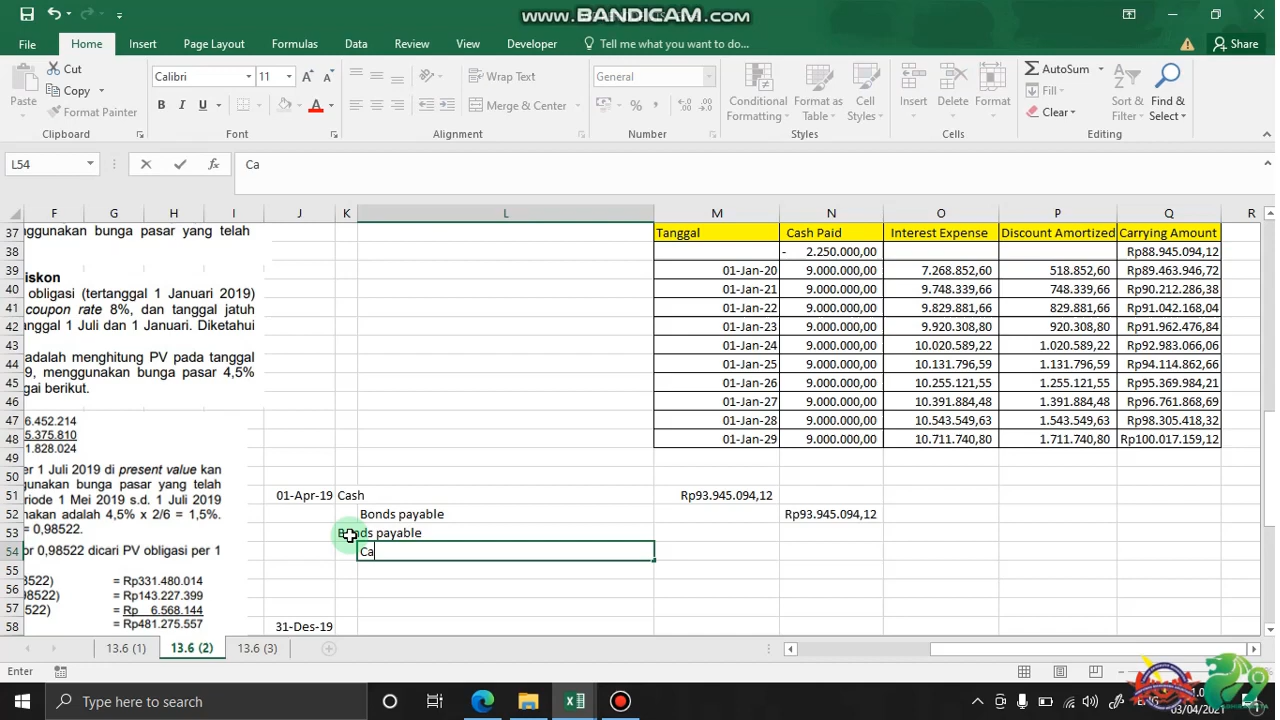 www.BANDICAM.com
File Home Insert Page Layout Formulas Data Review View Developer Tell me what you want to do... Share
Paste Cut Copy Format Painter Clipboard
Calibri 11 B I U Font
Wrap Text Merge & Center Alignment
General % Number
Conditional Formatting Format as Table Cell Styles Styles
Insert Delete Format Cells
AutoSum Fill Clear Sort & Filter Find & Select Editing
L54 fx Ca
F G H I J K L M N O P Q R
37 nggunakan bunga pasar yang telah Tanggal Cash Paid Interest Expense Discount Amortized Carrying Amount
38 - 2.250.000,00 Rp88.945.094,12
39 skon 01-Jan-20 9.000.000,00 7.268.852,60 518.852,60 Rp89.463.946,72
40 obligasi (tertanggal 1 Januari 2019) 01-Jan-21 9.000.000,00 9.748.339,66 748.339,66 Rp90.212.286,38
41 coupon rate 8%, dan tanggal jatuh 01-Jan-22 9.000.000,00 9.829.881,66 829.881,66 Rp91.042.168,04
42 nggal 1 Juli dan 1 Januari. Diketahui 01-Jan-23 9.000.000,00 9.920.308,80 920.308,80 Rp91.962.476,84
43 01-Jan-24 9.000.000,00 10.020.589,22 1.020.589,22 Rp92.983.066,06
44 adalah menghitung PV pada tanggal 01-Jan-25 9.000.000,00 10.131.796,59 1.131.796,59 Rp94.114.862,66
45 9, menggunakan bunga pasar 4,5% 01-Jan-26 9.000.000,00 10.255.121,55 1.255.121,55 Rp95.369.984,21
46 gai berikut. 01-Jan-27 9.000.000,00 10.391.884,48 1.391.884,48 Rp96.761.868,69
47 6.452.214 01-Jan-28 9.000.000,00 10.543.549,63 1.543.549,63 Rp98.305.418,32
48 5.375.810 01-Jan-29 9.000.000,00 10.711.740,80 1.711.740,80 Rp100.017.159,12
49 1.828.024
50 er 1 Juli 2019 di present value kan
51 gunakan bunga pasar yang telah 01-Apr-19 Cash Rp93.945.094,12
52 riode 1 Mei 2019 s.d. 1 Juli 2019 Bonds payable Rp93.945.094,12
53 nakan adalah 4,5% x 2/6 = 1,5%. Bonds payable
= 0,98522.
54 or 0,98522 dicari PV obligasi per 1 Ca
55
56 8522) = Rp331.480.014
57 98522) = Rp143.227.399
8522) = Rp 6.568.144
58 = Rp481.275.557 31-Des-19
13.6 (1) 13.6 (2) 13.6 (3)
Enter
Type here to search
03/04/2021